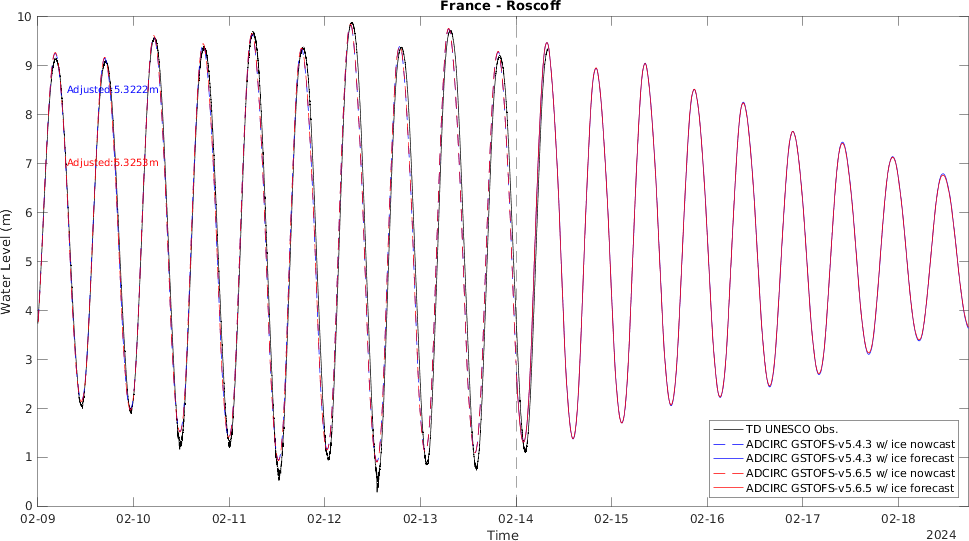 France - Roscoff
Water Level (m)
10
9
8
7
6
5
4
3
2
1
0
Adjusted:5.3222m
Adjusted:5.3253m
TD UNESCO Obs.
ADCIRC GSTOFS-v5.4.3 w/ ice nowcast
ADCIRC GSTOFS-v5.4.3 w/ ice forecast
ADCIRC GSTOFS-v5.6.5 w/ ice nowcast
ADCIRC GSTOFS-v5.6.5 w/ ice forecast
02-09 02-10 02-11 02-12 02-13 02-14 02-15 02-16 02-17 02-18
Time
2024